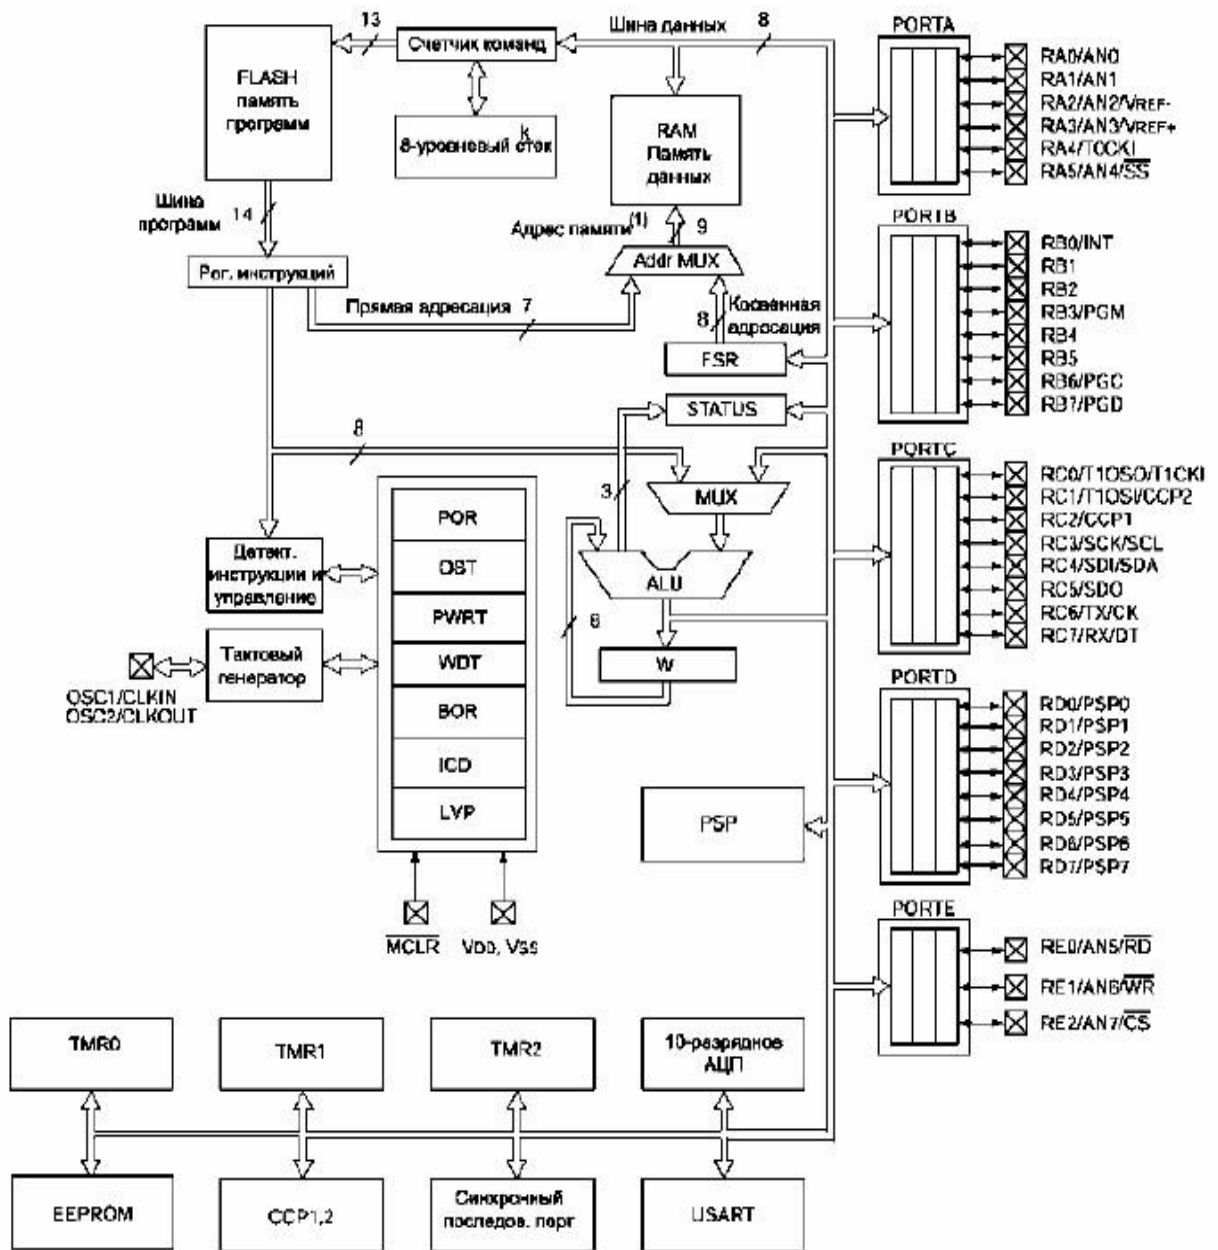 13
Шина данных
8
Счетчик команд
FLASH
память
программ
8-уровневый стек
k
RAM
Память
данных
Шина
программ
14
Адрес памяти(1)
9
Addr MUX
Рег. инструкций
Прямая адресация
7
8
Косвенная
адресация
FSR
STATUS
8
3
MUX
ALU
8
W
Детект.
инструкции и
управление
Тактовый
генератор
OSC1/CLKIN
OSC2/CLKOUT
POR
OST
PWRT
WDT
BOR
ICD
LVP
MCLR
VDD, VSS
PSP
PORTA
RA0/AN0
RA1/AN1
RA2/AN2/VREF-
RA3/AN3/VREF+
RA4/T0CKI
RA5/AN4/SS
PORTB
RB0/INT
RB1
RB2
RB3/PGM
RB4
RB5
RB6/PGC
RB7/PGD
PORTC
RC0/T1OSO/T1CKI
RC1/T1OSI/CCP2
RC2/CCP1
RC3/SCK/SCL
RC4/SDI/SDA
RC5/SDO
RC6/TX/CK
RC7/RX/DT
PORTD
RD0/PSP0
RD1/PSP1
RD2/PSP2
RD3/PSP3
RD4/PSP4
RD5/PSP5
RD6/PSP6
RD7/PSP7
PORTE
RE0/AN5/RD
RE1/AN6/WR
RE2/AN7/CS
TMR0
TMR1
TMR2
10-разрядное
АЦП
EEPROM
CCP1,2
Синхронный
последов. порт
USART